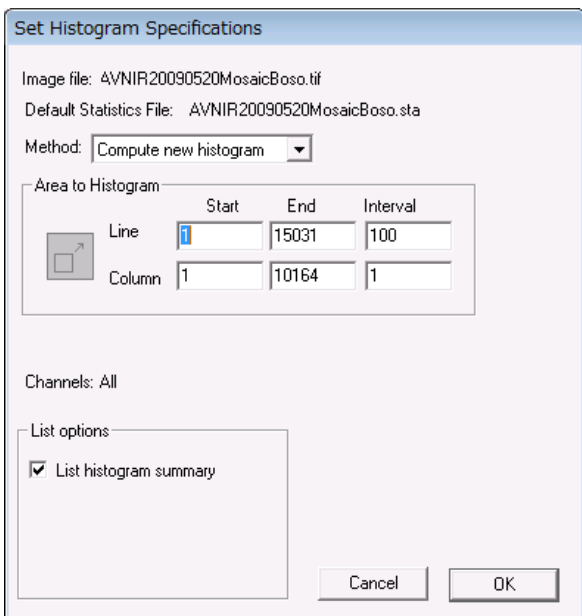 Set Histogram Specifications
Image file: AVNIR20090520MosaicBoso.tif
Default Statistics File: AVNIR20090520MosaicBoso.sta
Method: Compute new histogram
Area to Histogram
Start End Interval
Line 1 15031 100
Column 1 10164 1
Channels: All
List options
List histogram summary
Cancel OK